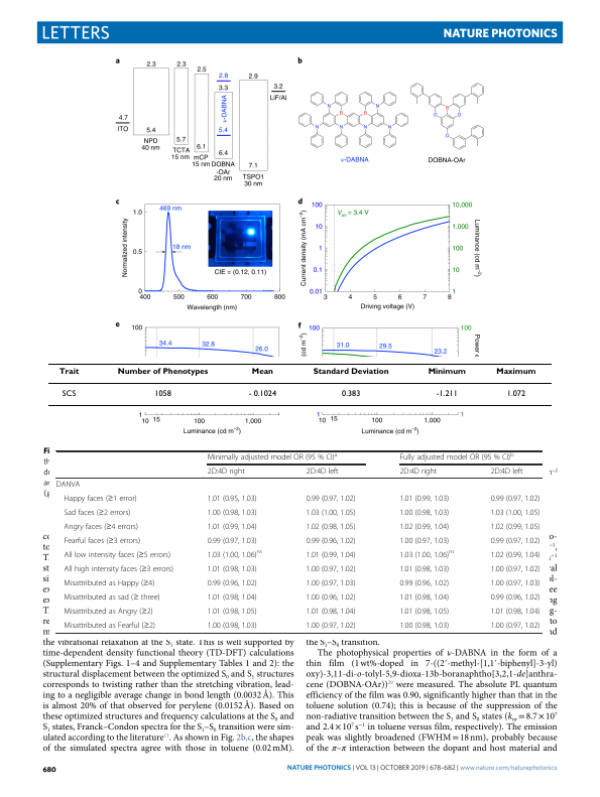 LETTERS
NATURE PHOTONICS
a
2.3
2.3
2.5
2.8
3.3
2.9
3.2
LiF/Al
4.7
ITO
ν-DABNA
5.4
5.4
5.7
6.1
6.4
7.1
NPD
40 nm
TCTA
15 nm
mCP
15 nm
DOBNA
-OAr
20 nm
TSPO1
30 nm
b
ν-DABNA
DOBNA-OAr
c
469 nm
18 nm
CIE = (0.12, 0.11)
Normalized intensity
1.0
0.5
0
400 500 600 700 800
Wavelength (nm)
d
Von = 3.4 V
Current density (mA cm−2)
100
10
1
0.1
0.01
10,000
1,000
100
10
1
Luminance (cd m−2)
3 4 5 6 7 8
Driving voltage (V)
e
100
34.4 32.8 26.0
f
100
31.0 29.5 23.2
100
(cd m−2)
Trait Number of Phenotypes Mean Standard Deviation Minimum Maximum
SCS 1058 - 0.1024 0.383 -1.211 1.072
1
10 15 100 1,000
Luminance (cd m−2)
1 1
10 15 100 1,000
Luminance (cd m−2)
Minimally adjusted model OR (95 % CI)a Fully adjusted model OR (95 % CI)b
2D:4D right 2D:4D left 2D:4D right 2D:4D left
DANVA
Happy faces (≥1 error) 1.01 (0.95, 1.03) 0.99 (0.97, 1.02) 1.01 (0.99, 1.03) 0.99 (0.97, 1.02)
Sad faces (≥2 errors) 1.00 (0.98, 1.03) 1.03 (1.00, 1.05) 1.00 (0.98, 1.03) 1.03 (1.00, 1.05)
Angry faces (≥4 errors) 1.01 (0.99, 1.04) 1.02 (0.98, 1.05) 1.02 (0.99, 1.04) 1.02 (0.99, 1.05)
Fearful faces (≥3 errors) 0.99 (0.97, 1.03) 0.99 (0.96, 1.02) 1.00 (0.97, 1.03) 0.99 (0.97, 1.02)
All low intensity faces (≥5 errors) 1.03 (1.00, 1.06)ns 1.01 (0.99, 1.04) 1.03 (1.00, 1.06)ns 1.02 (0.99, 1.04)
All high intensity faces (≥3 errors) 1.01 (0.98, 1.03) 1.00 (0.97, 1.02) 1.01 (0.98, 1.03) 1.00 (0.97, 1.02)
Misattributed as Happy (≥4) 0.99 (0.96, 1.02) 1.00 (0.97, 1.03) 0.99 (0.96, 1.02) 1.00 (0.97, 1.03)
Misattributed as sad (≥ three) 1.01 (0.98, 1.04) 1.00 (0.96, 1.02) 1.01 (0.98, 1.04) 0.99 (0.96, 1.02)
Misattributed as Angry (≥2) 1.01 (0.98, 1.05) 1.01 (0.98, 1.04) 1.01 (0.98, 1.05) 1.01 (0.98, 1.04)
Misattributed as Fearful (≥2) 1.00 (0.98, 1.03) 1.00 (0.97, 1.02) 1.00 (0.98, 1.03) 1.00 (0.97, 1.02)
the vibrational relaxation at the S1 state. This is well supported by
time-dependent density functional theory (TD-DFT) calculations
(Supplementary Figs. 1–4 and Supplementary Tables 1 and 2): the
structural displacement between the optimized S0 and S1 structures
corresponds to twisting rather than the stretching vibration, lead-
ing to a negligible average change in bond length (0.0032 Å). This
is almost 20% of that observed for perylene (0.0152 Å). Based on
these optimized structures and frequency calculations at the S0 and
S1 states, Franck–Condon spectra for the S1–S0 transition were sim-
ulated according to the literature11. As shown in Fig. 2b,c, the shapes
of the simulated spectra agree with those in toluene (0.02 mM).
the S1–S0 transition.
The photophysical properties of ν-DABNA in the form of a
thin film (1 wt%-doped in 7-((2′-methyl-[1,1′-biphenyl]-3-yl)
oxy)-3,11-di-o-tolyl-5,9-dioxa-13b-boranaphtho[3,2,1-de]anthra-
cene (DOBNA-OAr))20 were measured. The absolute PL quantum
efficiency of the film was 0.90, significantly higher than that in the
toluene solution (0.74); this is because of the suppression of the
non-radiative transition between the S1 and S0 states (knr = 8.7 × 10⁵
and 2.4 × 10⁷ s−1 in toluene versus film, respectively). The emission
peak was slightly broadened (FWHM = 18 nm), probably because
of the π–π interaction between the dopant and host material and
680
NATURE PHOTONICS | VOL 13 | OCTOBER 2019 | 678–682 | www.nature.com/naturephotonics